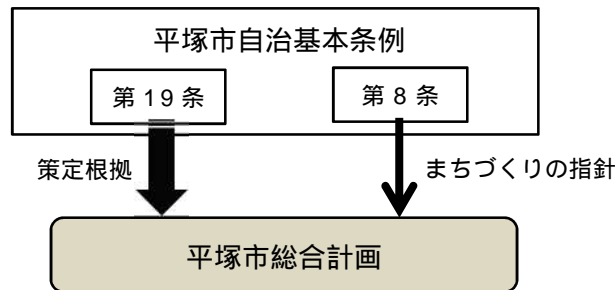 平塚市自治基本条例
第19条
第8条
策定根拠
まちづくりの指針
平塚市総合計画